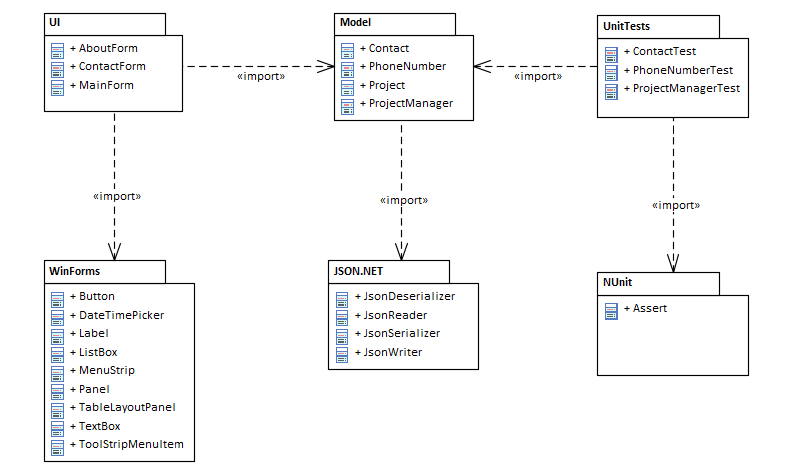 UI
+ AboutForm
+ ContactForm
+ MainForm
«import»
Model
+ Contact
+ PhoneNumber
+ Project
+ ProjectManager
«import»
UnitTests
+ ContactTest
+ PhoneNumberTest
+ ProjectManagerTest
«import»
«import»
«import»
WinForms
+ Button
+ DateTimePicker
+ Label
+ ListBox
+ MenuStrip
+ Panel
+ TableLayoutPanel
+ TextBox
+ ToolStripMenuItem
JSON.NET
+ JsonDeserializer
+ JsonReader
+ JsonSerializer
+ JsonWriter
NUnit
+ Assert